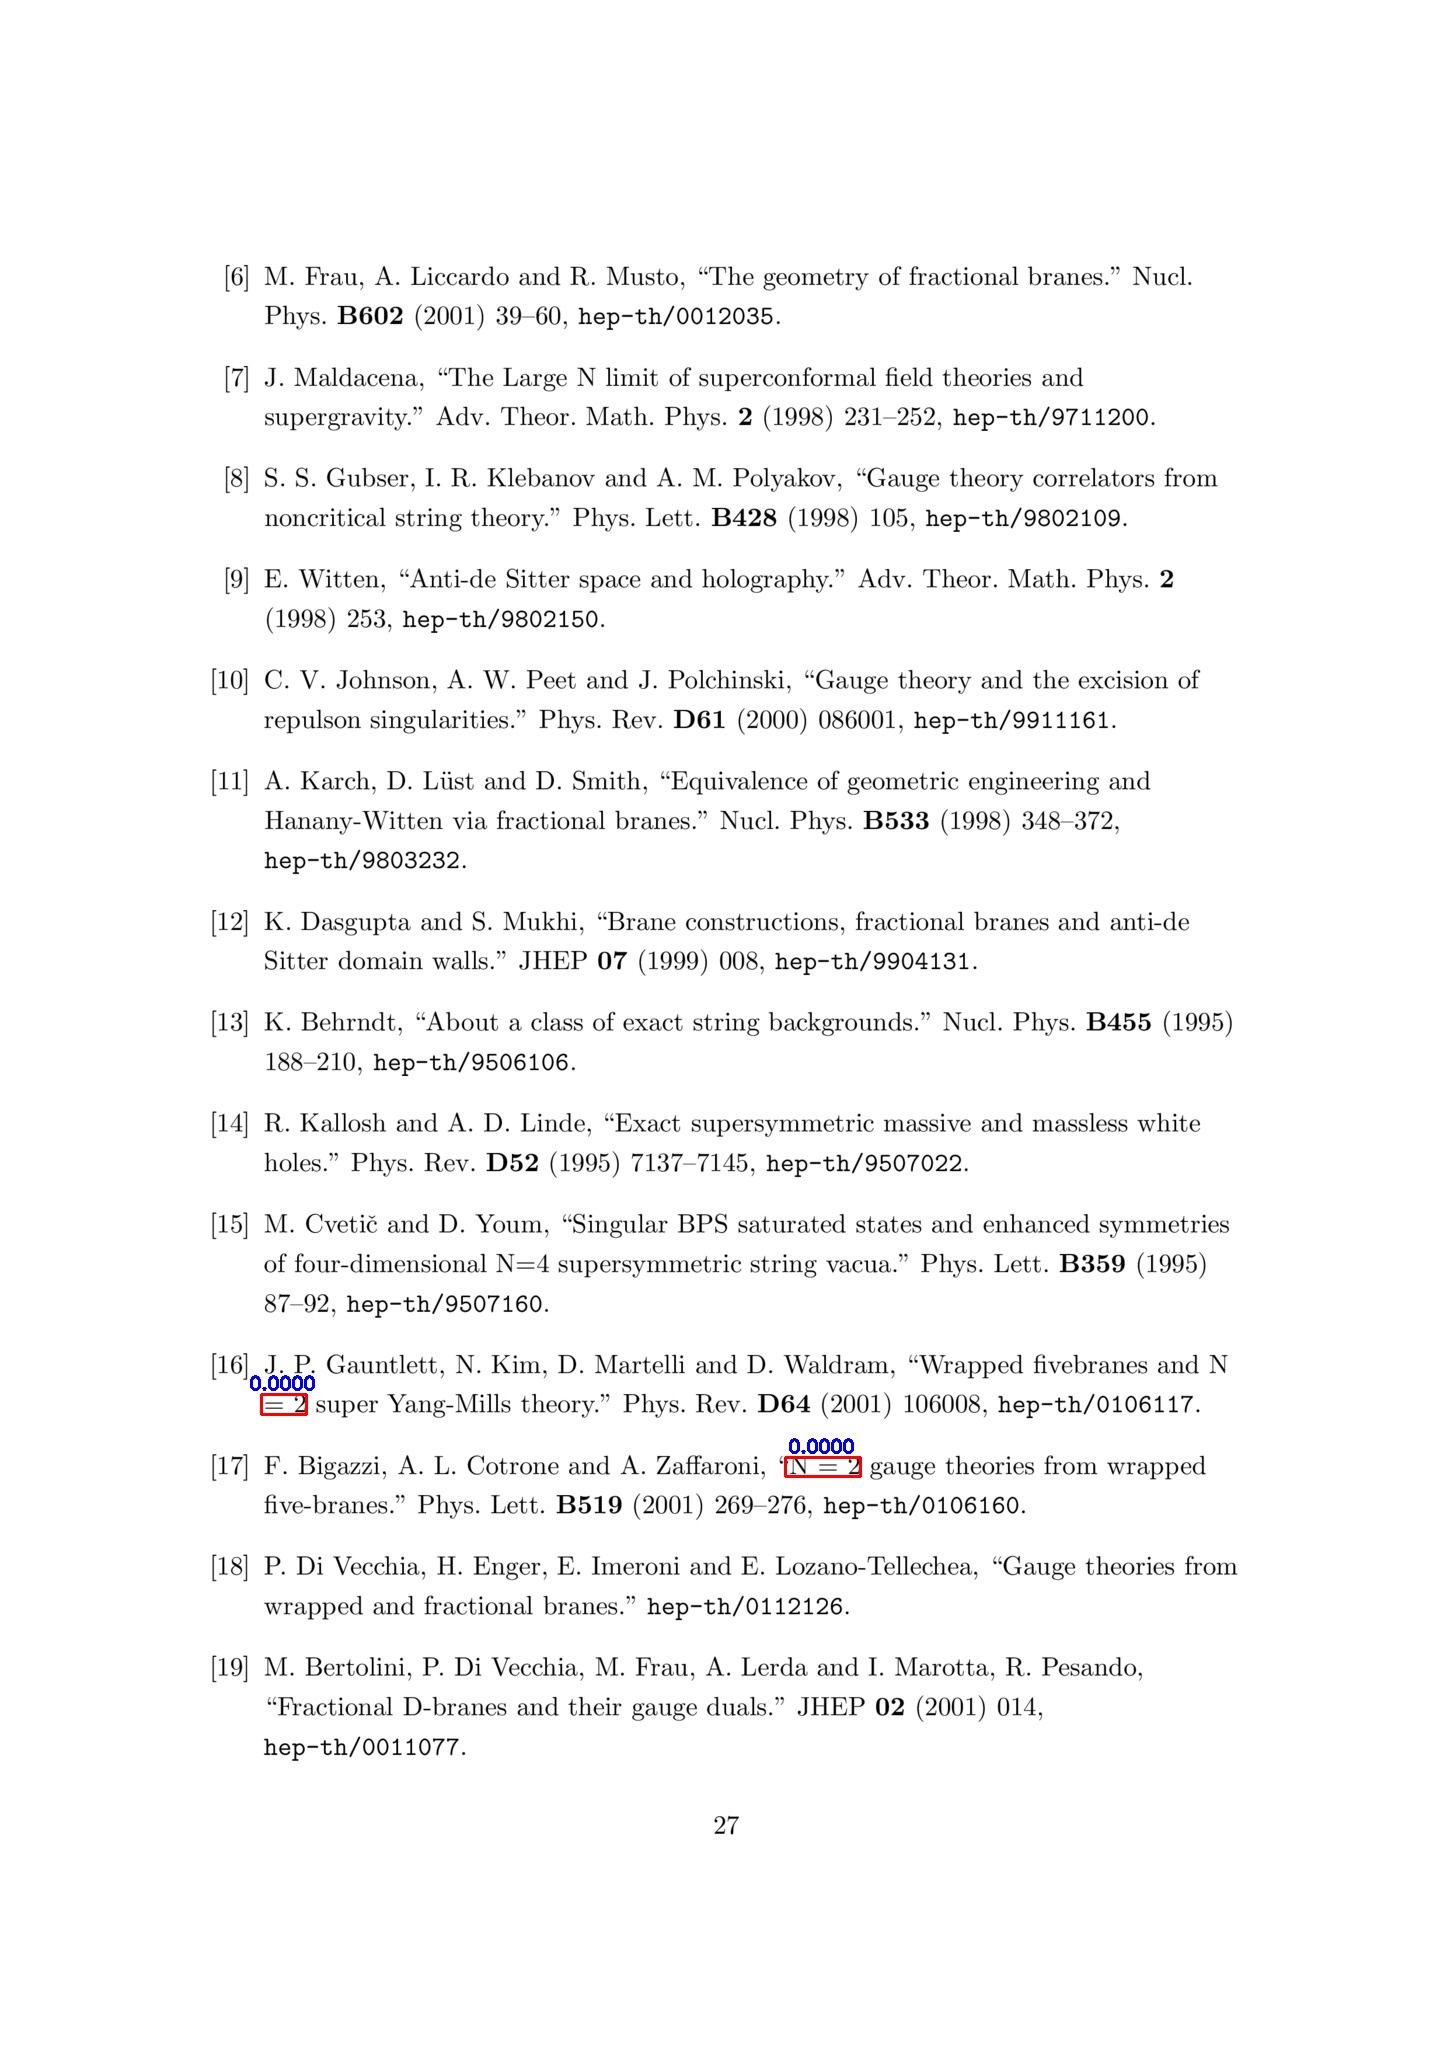 [6] M. Frau, A. Liccardo and R. Musto, “The geometry of fractional branes.” Nucl.
Phys. B602 (2001) 39–60, hep-th/0012035.
[7] J. Maldacena, “The Large N limit of superconformal field theories and
supergravity.” Adv. Theor. Math. Phys. 2 (1998) 231–252, hep-th/9711200.
[8] S. S. Gubser, I. R. Klebanov and A. M. Polyakov, “Gauge theory correlators from
noncritical string theory.” Phys. Lett. B428 (1998) 105, hep-th/9802109.
[9] E. Witten, “Anti-de Sitter space and holography.” Adv. Theor. Math. Phys. 2
(1998) 253, hep-th/9802150.
[10] C. V. Johnson, A. W. Peet and J. Polchinski, “Gauge theory and the excision of
repulson singularities.” Phys. Rev. D61 (2000) 086001, hep-th/9911161.
[11] A. Karch, D. Lüst and D. Smith, “Equivalence of geometric engineering and
Hanany-Witten via fractional branes.” Nucl. Phys. B533 (1998) 348–372,
hep-th/9803232.
[12] K. Dasgupta and S. Mukhi, “Brane constructions, fractional branes and anti-de
Sitter domain walls.” JHEP 07 (1999) 008, hep-th/9904131.
[13] K. Behrndt, “About a class of exact string backgrounds.” Nucl. Phys. B455 (1995)
188–210, hep-th/9506106.
[14] R. Kallosh and A. D. Linde, “Exact supersymmetric massive and massless white
holes.” Phys. Rev. D52 (1995) 7137–7145, hep-th/9507022.
[15] M. Cvetič and D. Youm, “Singular BPS saturated states and enhanced symmetries
of four-dimensional N=4 supersymmetric string vacua.” Phys. Lett. B359 (1995)
87–92, hep-th/9507160.
[16] J. P. Gauntlett, N. Kim, D. Martelli and D. Waldram, “Wrapped fivebranes and N
0.0000
= 2 super Yang-Mills theory.” Phys. Rev. D64 (2001) 106008, hep-th/0106117.
0.0000
[17] F. Bigazzi, A. L. Cotrone and A. Zaffaroni, “N = 2 gauge theories from wrapped
five-branes.” Phys. Lett. B519 (2001) 269–276, hep-th/0106160.
[18] P. Di Vecchia, H. Enger, E. Imeroni and E. Lozano-Tellechea, “Gauge theories from
wrapped and fractional branes.” hep-th/0112126.
[19] M. Bertolini, P. Di Vecchia, M. Frau, A. Lerda and I. Marotta, R. Pesando,
“Fractional D-branes and their gauge duals.” JHEP 02 (2001) 014,
hep-th/0011077.
27